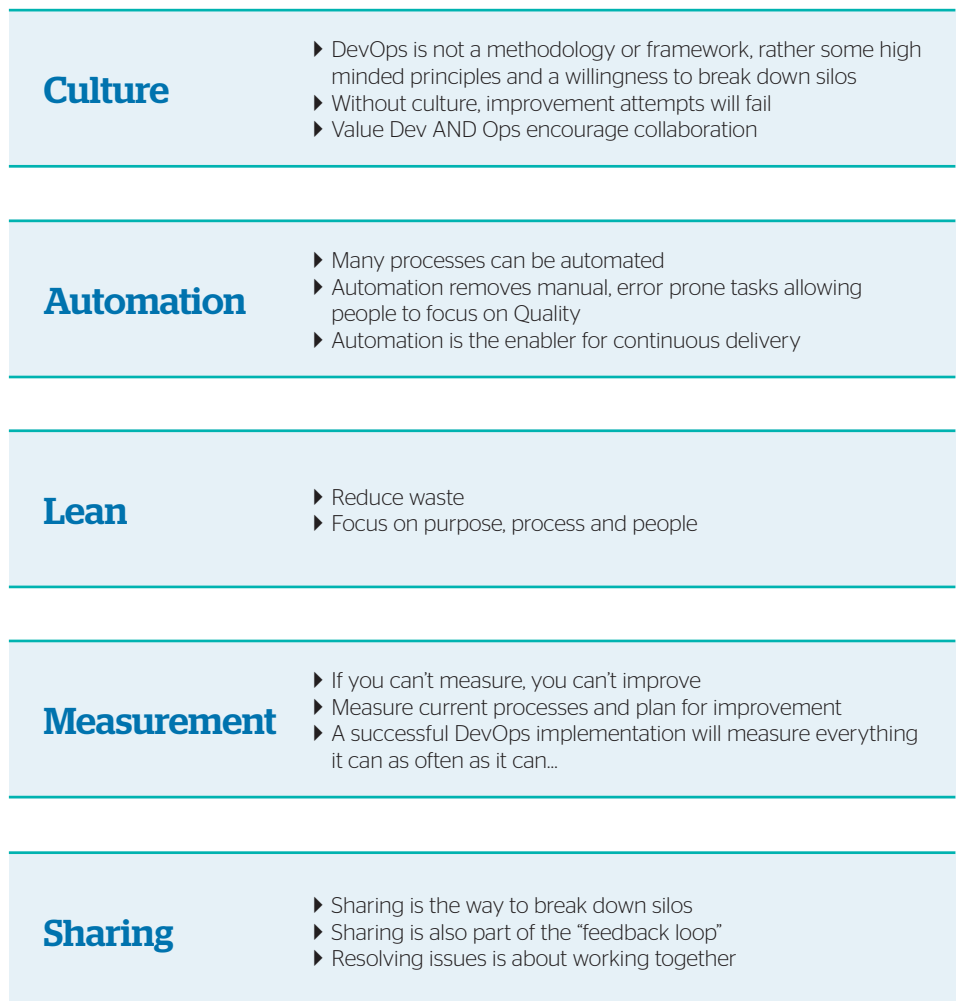 Culture
▶ DevOps is not a methodology or framework, rather some high
minded principles and a willingness to break down silos
▶ Without culture, improvement attempts will fail
▶ Value Dev AND Ops encourage collaboration
Automation
▶ Many processes can be automated
▶ Automation removes manual, error prone tasks allowing
people to focus on Quality
▶ Automation is the enabler for continuous delivery
Lean
▶ Reduce waste
▶ Focus on purpose, process and people
Measurement
▶ If you can't measure, you can't improve
▶ Measure current processes and plan for improvement
▶ A successful DevOps implementation will measure everything
it can as often as it can...
Sharing
▶ Sharing is the way to break down silos
▶ Sharing is also part of the “feedback loop”
▶ Resolving issues is about working together